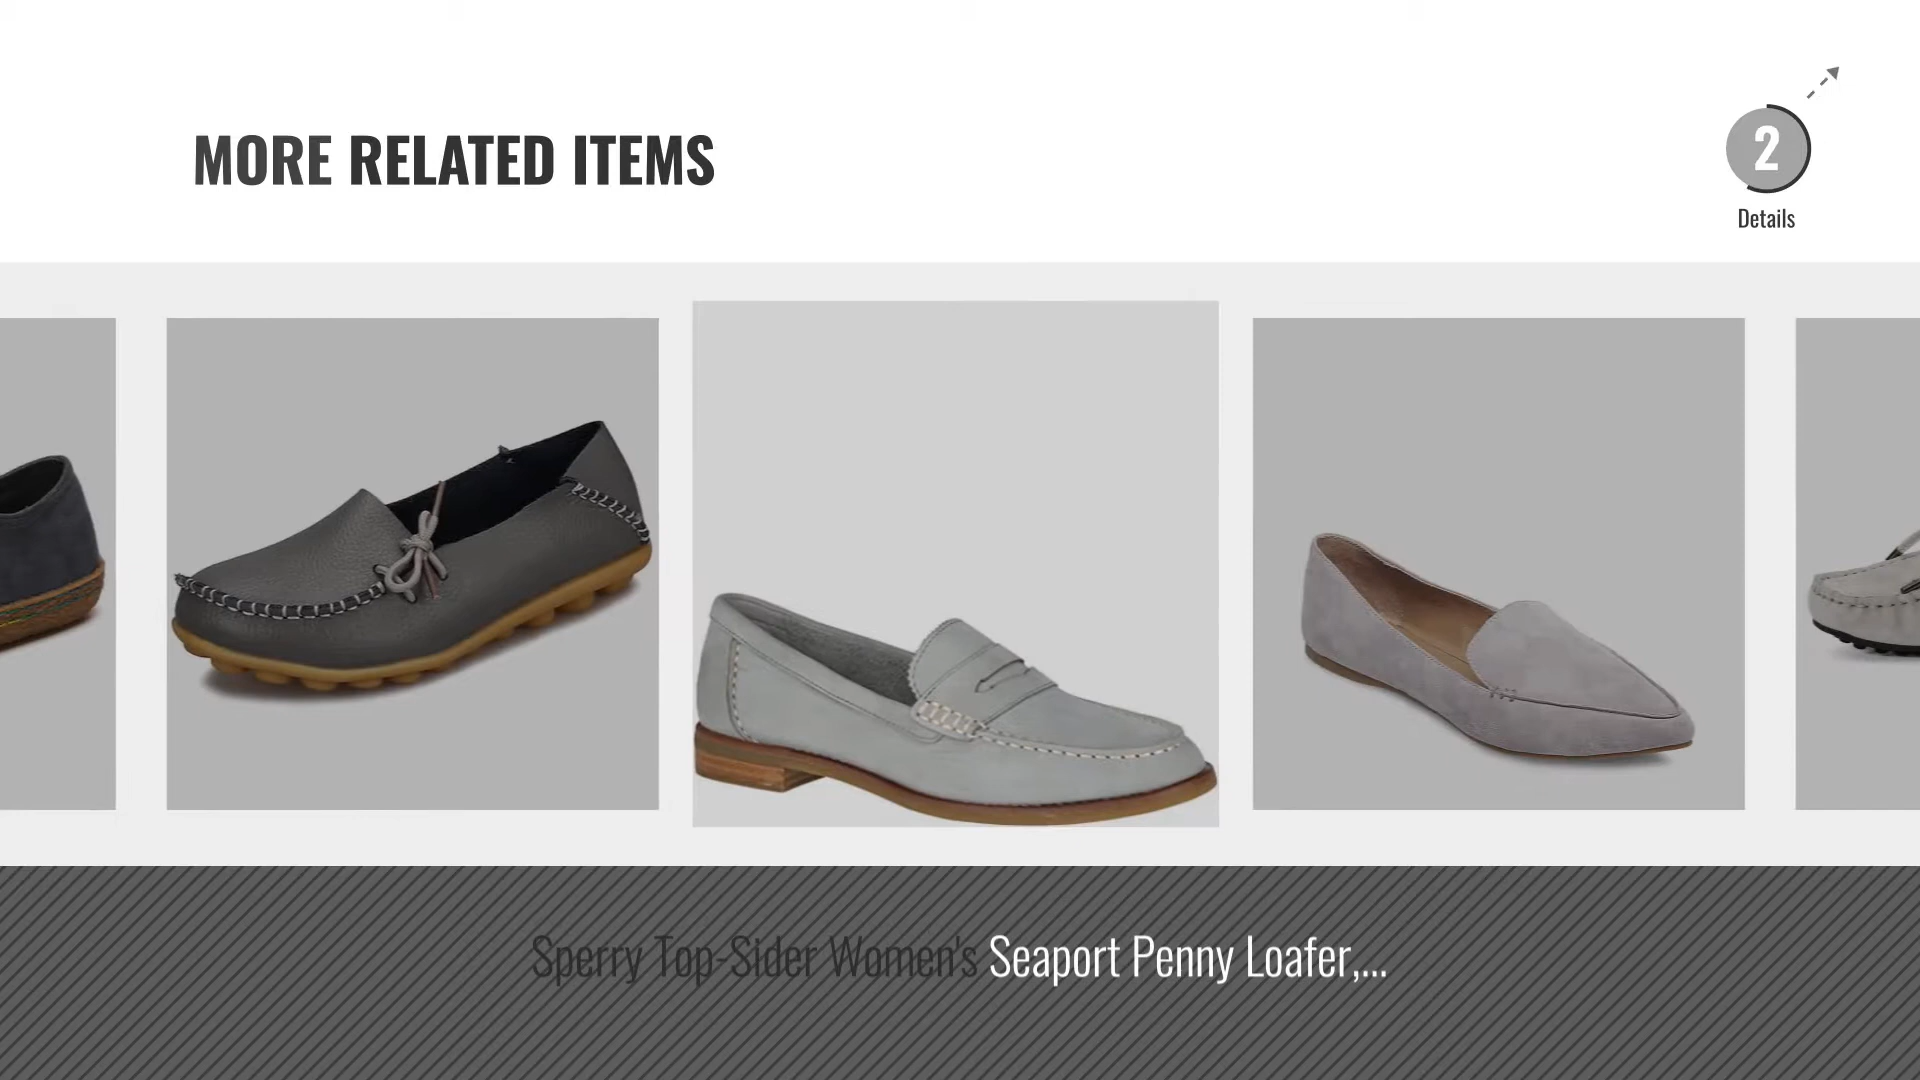 MORE RELATED ITEMS
2
Details
Sperry Top-Sider Women's Seaport Penny Loafer,...